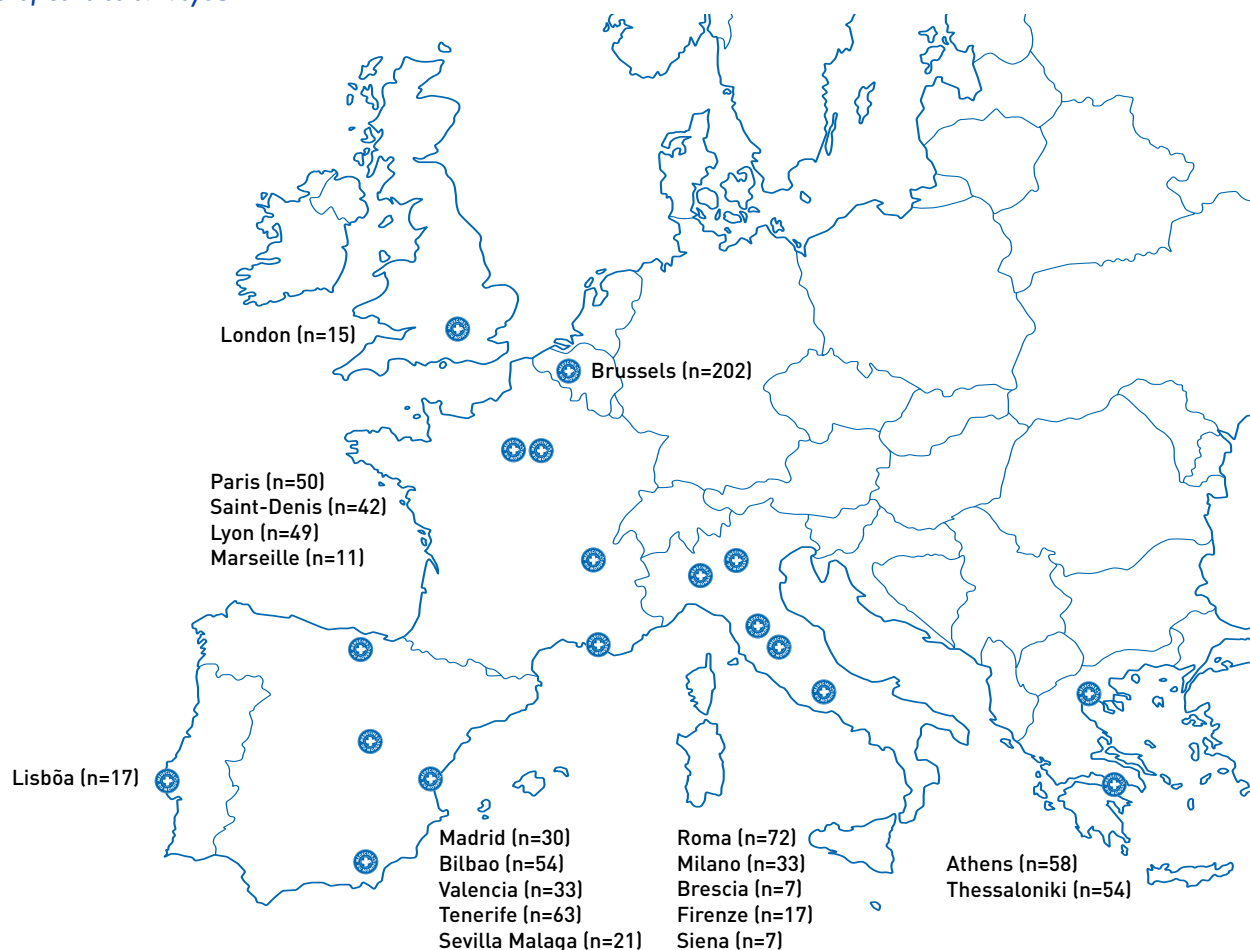 London (n=15)
Brussels (n=202)
Paris (n=50)
Saint-Denis (n=42)
Lyon (n=49)
Marseille (n=11)
Lisbõa (n=17)
Madrid (n=30)
Bilbao (n=54)
Valencia (n=33)
Tenerife (n=63)
Sevilla Malaga (n=21)
Roma (n=72)
Milano (n=33)
Brescia (n=7)
Firenze (n=17)
Siena (n=7)
Athens (n=58)
Thessaloniki (n=54)